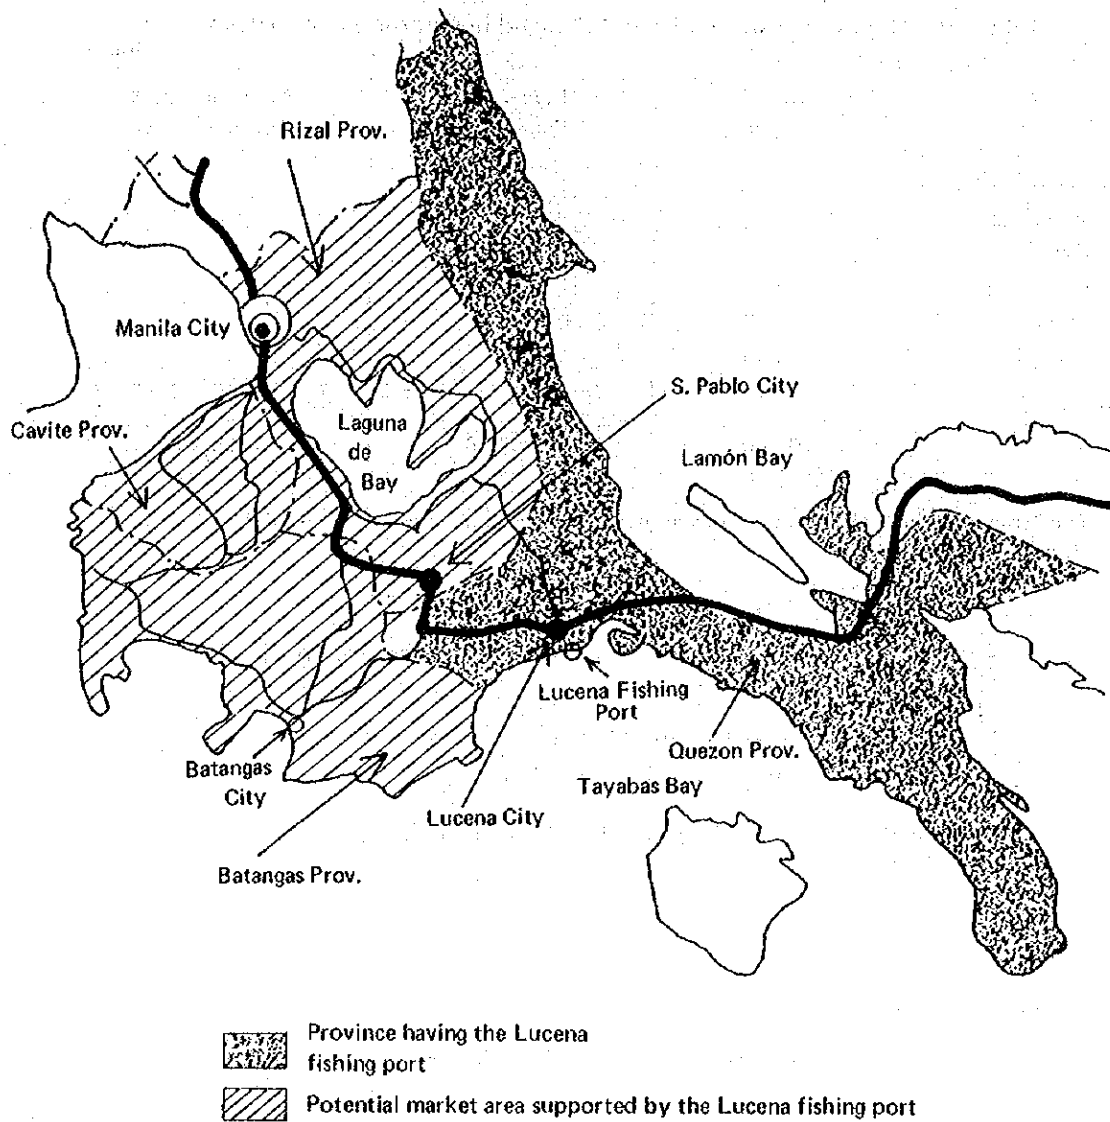 Rizal Prov.
Manila City
S. Pablo City
Cavite Prov.
Laguna
de
Bay
Lamón Bay
Lucena Fishing
Port
Quezon Prov.
Batangas
City
Tayabas Bay
Lucena City
Batangas Prov.
Province having the Lucena
fishing port
Potential market area supported by the Lucena fishing port